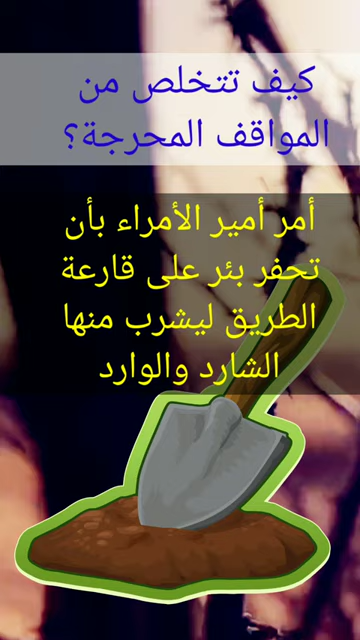 كيف تتخلص من
المواقف المحرجة؟
أمر أمير الأمراء بأن
تحفر بئر على قارعة
الطريق ليشرب منها
الشارد والوارد